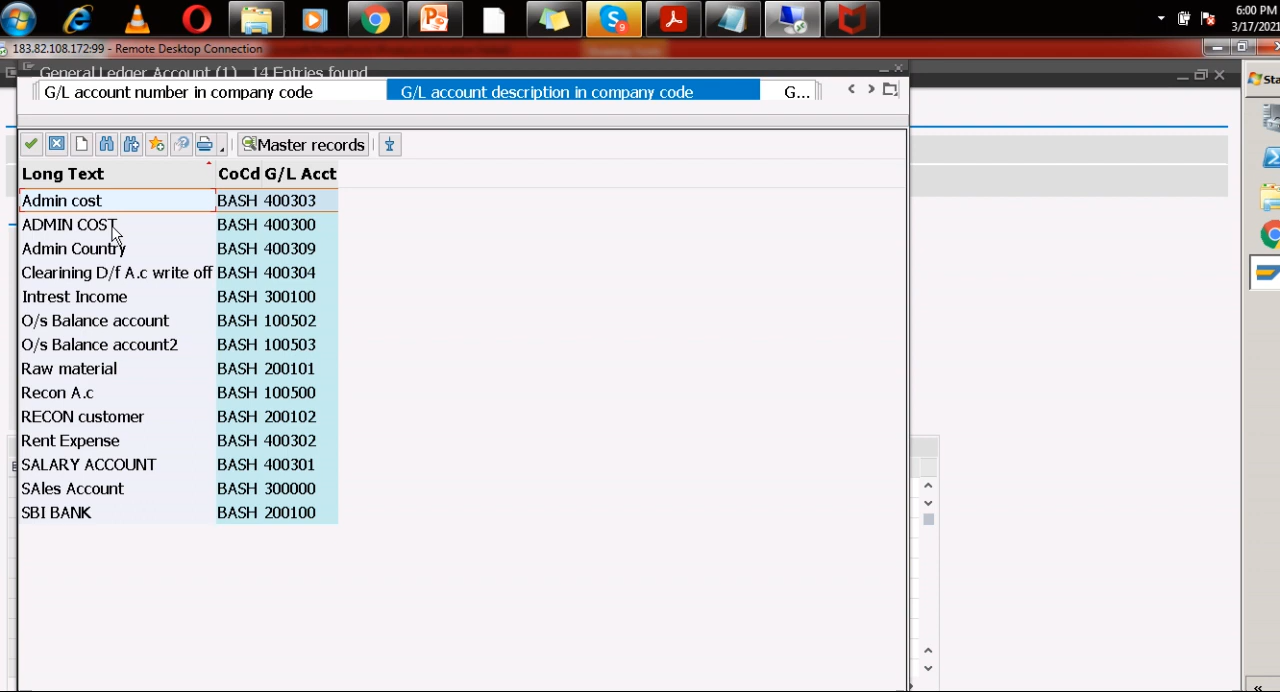 6:00 PM
3/17/2021
183.82.108.172:99 - Remote Desktop Connection
General Ledger Account (1) 14 Entries found
G/L account number in company code
G/L account description in company code
G...
Master records
Long Text CoCd G/L Acct
Admin cost BASH 400303
ADMIN COST BASH 400300
Admin Country BASH 400309
Clearining D/f A.c write off BASH 400304
Intrest Income BASH 300100
O/s Balance account BASH 100502
O/s Balance account2 BASH 100503
Raw material BASH 200101
Recon A.c BASH 100500
RECON customer BASH 200102
Rent Expense BASH 400302
SALARY ACCOUNT BASH 400301
SAles Account BASH 300000
SBI BANK BASH 200100
Sta